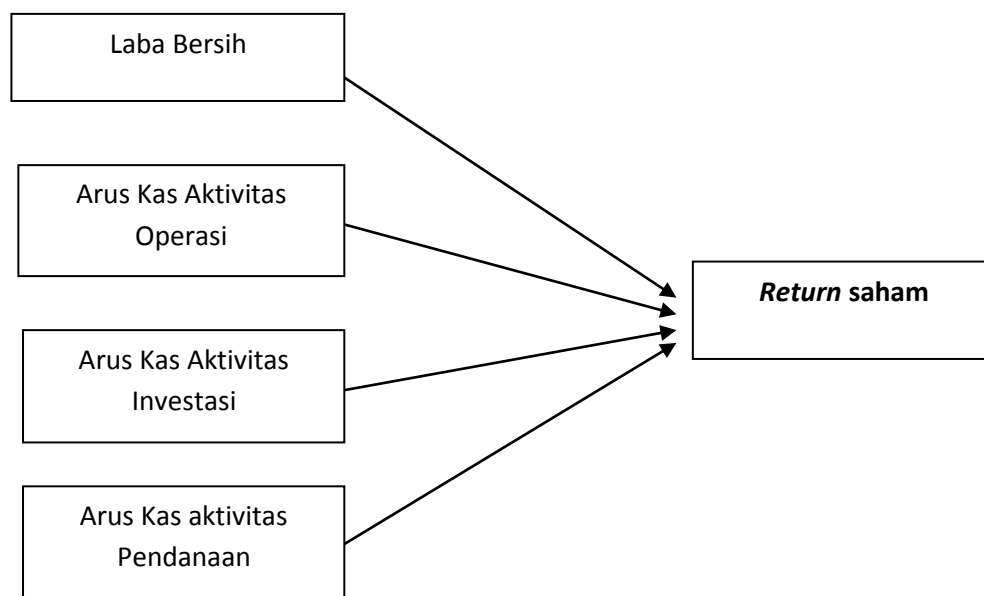 Laba Bersih
Arus Kas Aktivitas
Operasi
Return saham
Arus Kas Aktivitas
Investasi
Arus Kas aktivitas
Pendanaan